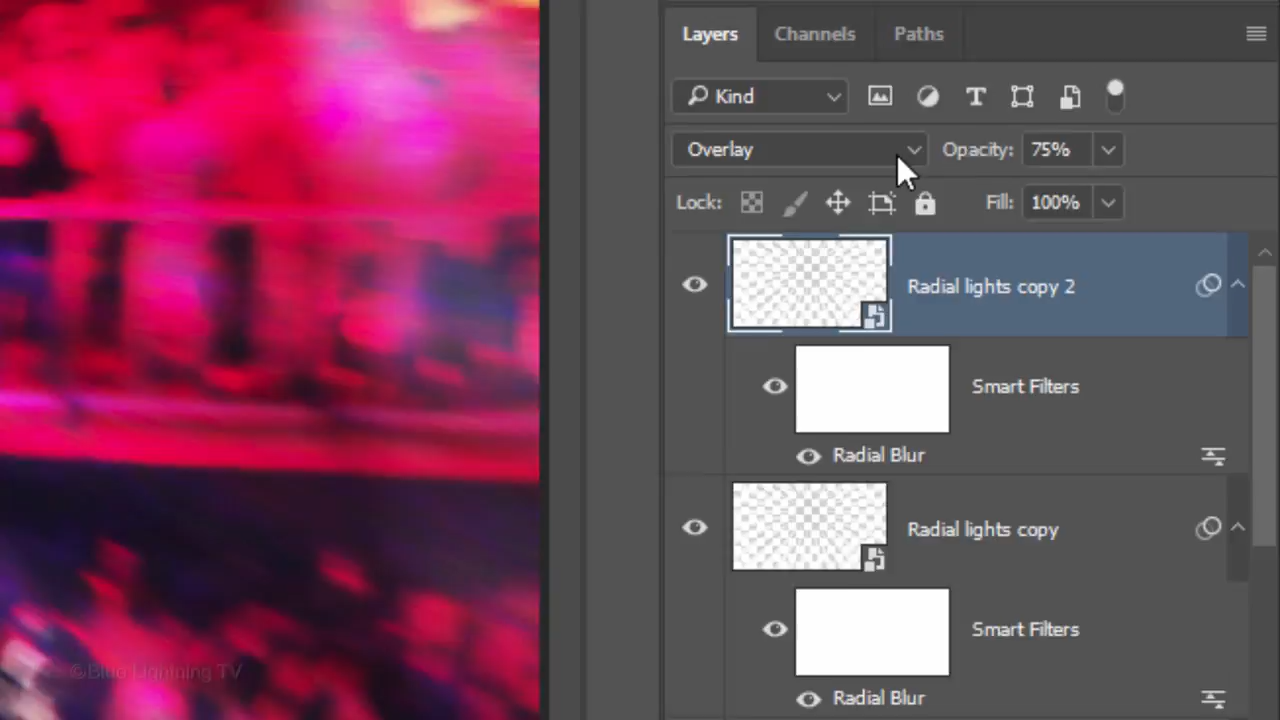 Layers Channels Paths
Kind
Overlay Opacity: 75%
Lock: Fill: 100%
Radial lights copy 2
Smart Filters
Radial Blur
Radial lights copy
Smart Filters
Radial Blur
©Blue Lightning TV